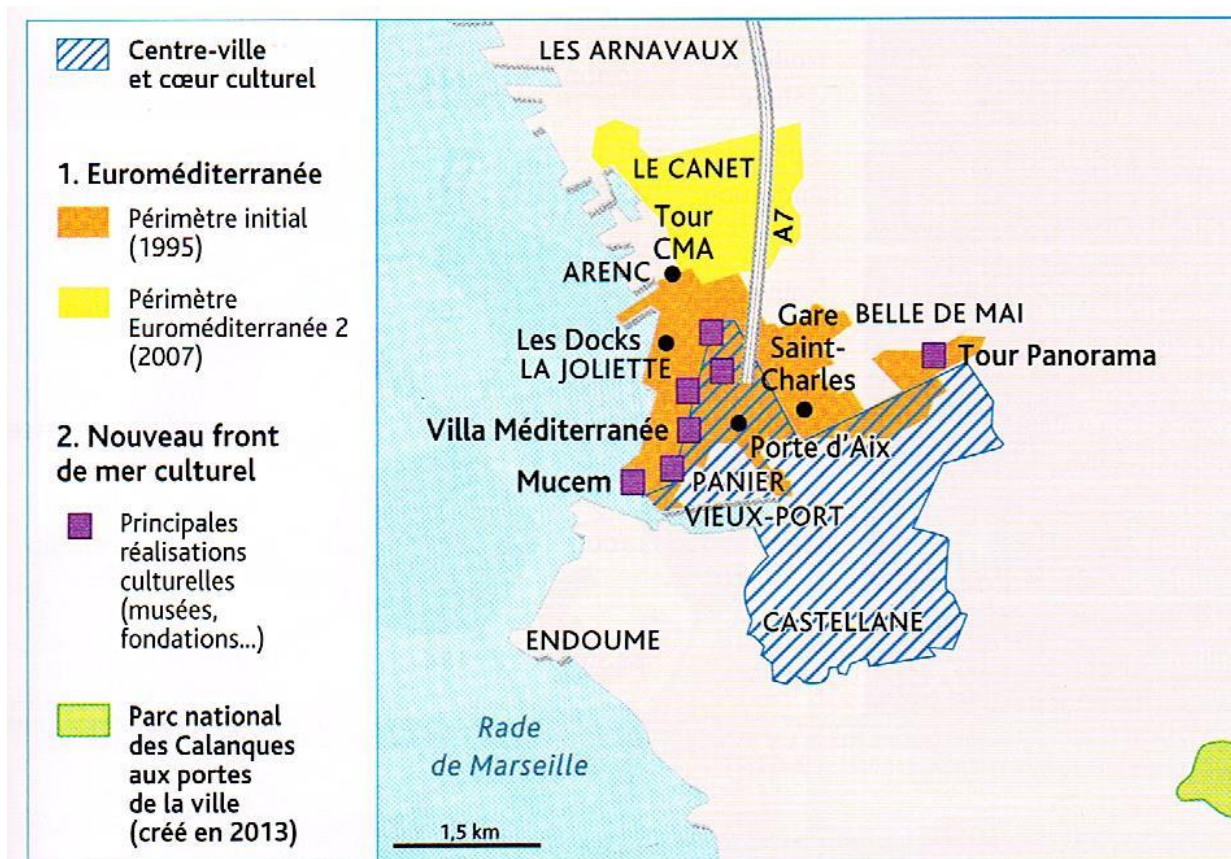 Centre-ville
et cœur culturel
1. Euroméditerranée
Périmètre initial
(1995)
Périmètre
Euroméditerranée 2
(2007)
2. Nouveau front
de mer culturel
Principales
réalisations
culturelles
(musées,
fondations...)
Parc national
des Calanques
aux portes
de la ville
(créé en 2013)
LES ARNAVAUX
LE CANET
A7
Tour
CMA
ARENC
Gare
Saint-
Charles
BELLE DE MAI
Les Docks
LA JOLIETTE
Tour Panorama
Villa Méditerranée
Porte d'Aix
Mucem
PANIER
VIEUX-PORT
CASTELLANE
ENDOUME
Rade
de Marseille
1,5 km